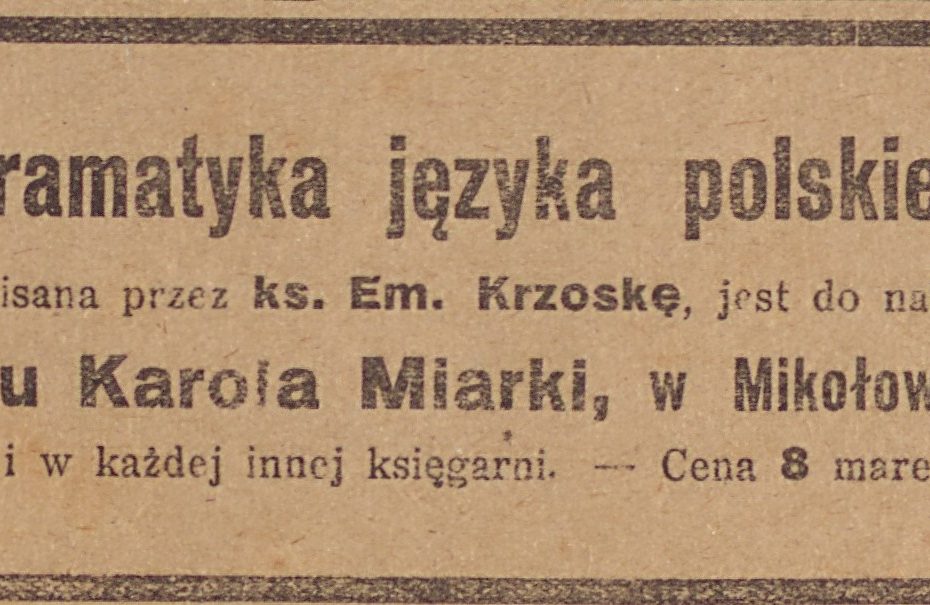 ramatyka języka polskie
isana przez ks. Em. Krzoskę, jest do na
u Karola Miarki, w Mikołow
i w każdej innej księgarni. — Cena 8 mare